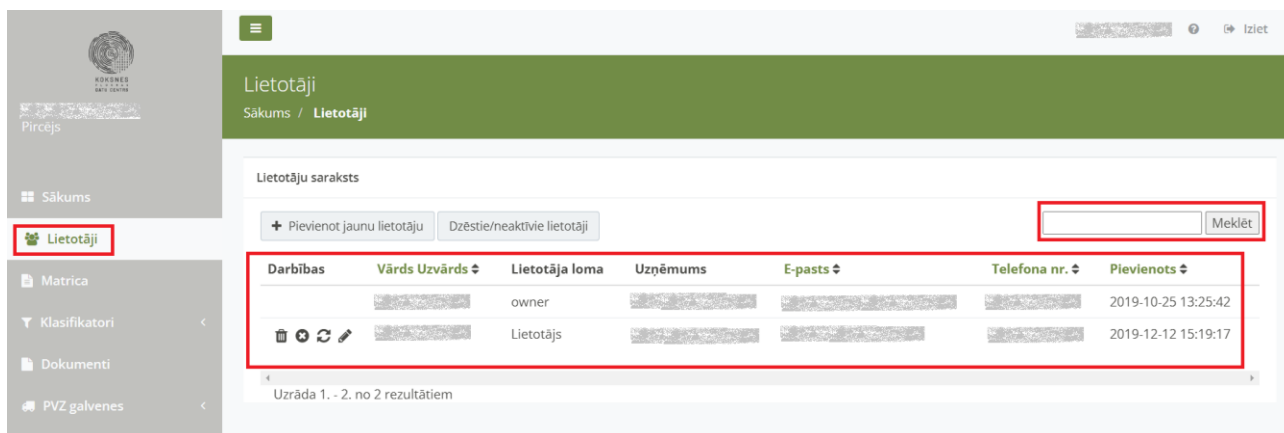 Iziet
KOKSNES
DATA CENTRS
Pircējs
Lietotāji
Sākums / Lietotāji
Lietotāju saraksts
Sākums
Pievienot jaunu lietotāju Dzēstie/neaktīvie lietotāji Meklēt
Lietotāji
Darbības Vārds Uzvārds Lietotāja loma Uzņēmums E-pasts Telefona nr. Pievienots
Matrica
owner 2019-10-25 13:25:42
Klasifikatori
Lietotājs 2019-12-12 15:19:17
Dokumenti
Uzrāda 1. - 2. no 2 rezultātiem
PVZ galvenes